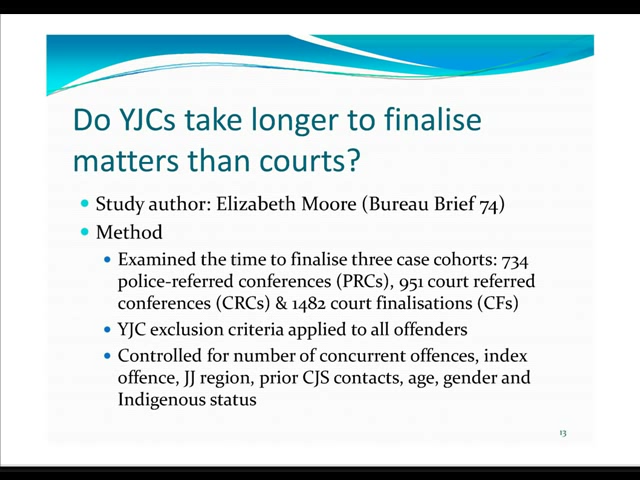 Do YJCs take longer to finalise
matters than courts?
Study author: Elizabeth Moore (Bureau Brief 74)
Method
Examined the time to finalise three case cohorts: 734
police-referred conferences (PRCs), 951 court referred
conferences (CRCs) & 1482 court finalisations (CFs)
YJC exclusion criteria applied to all offenders
Controlled for number of concurrent offences, index
offence, JJ region, prior CJS contacts, age, gender and
Indigenous status
13